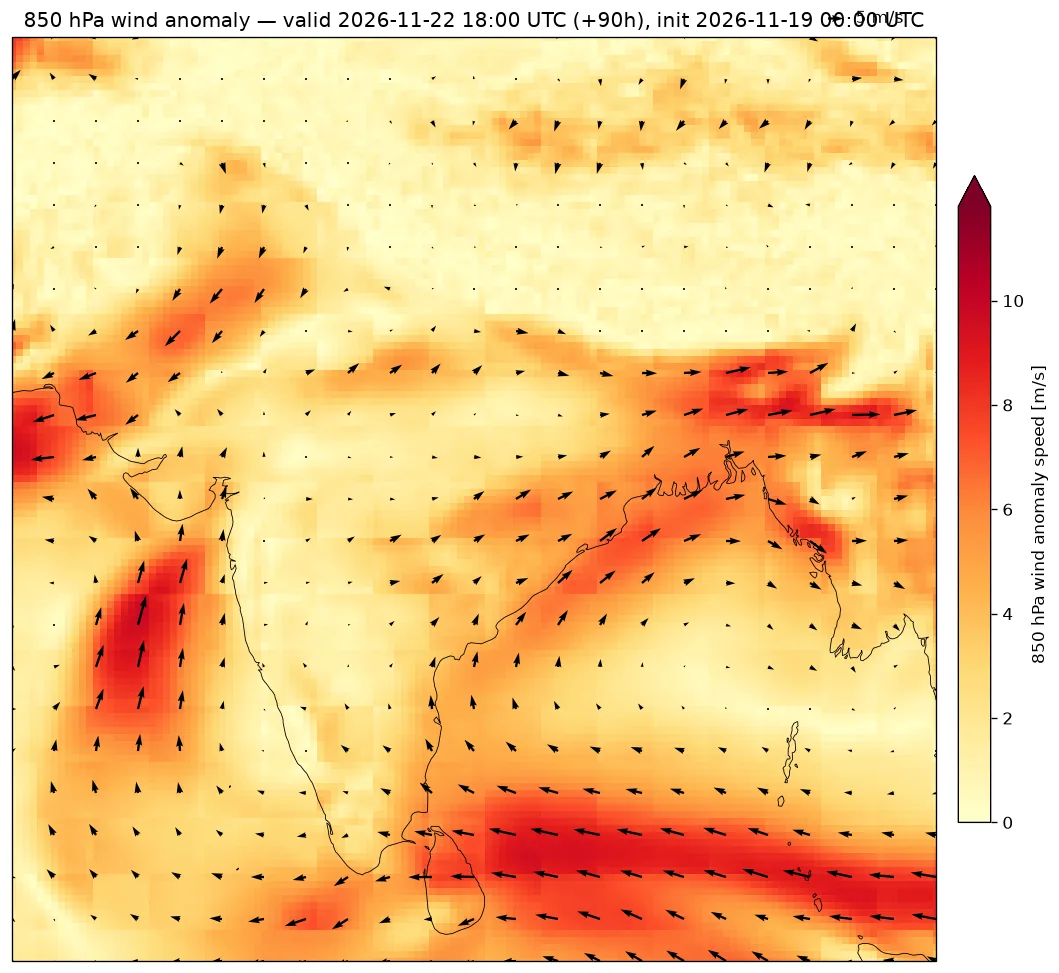 850 hPa wind anomaly — valid 2026-11-22 18:00 UTC (+90h), init 2026-11-19 00:00 UTC
5 m/s
10
8
6
4
2
0
850 hPa wind anomaly speed [m/s]